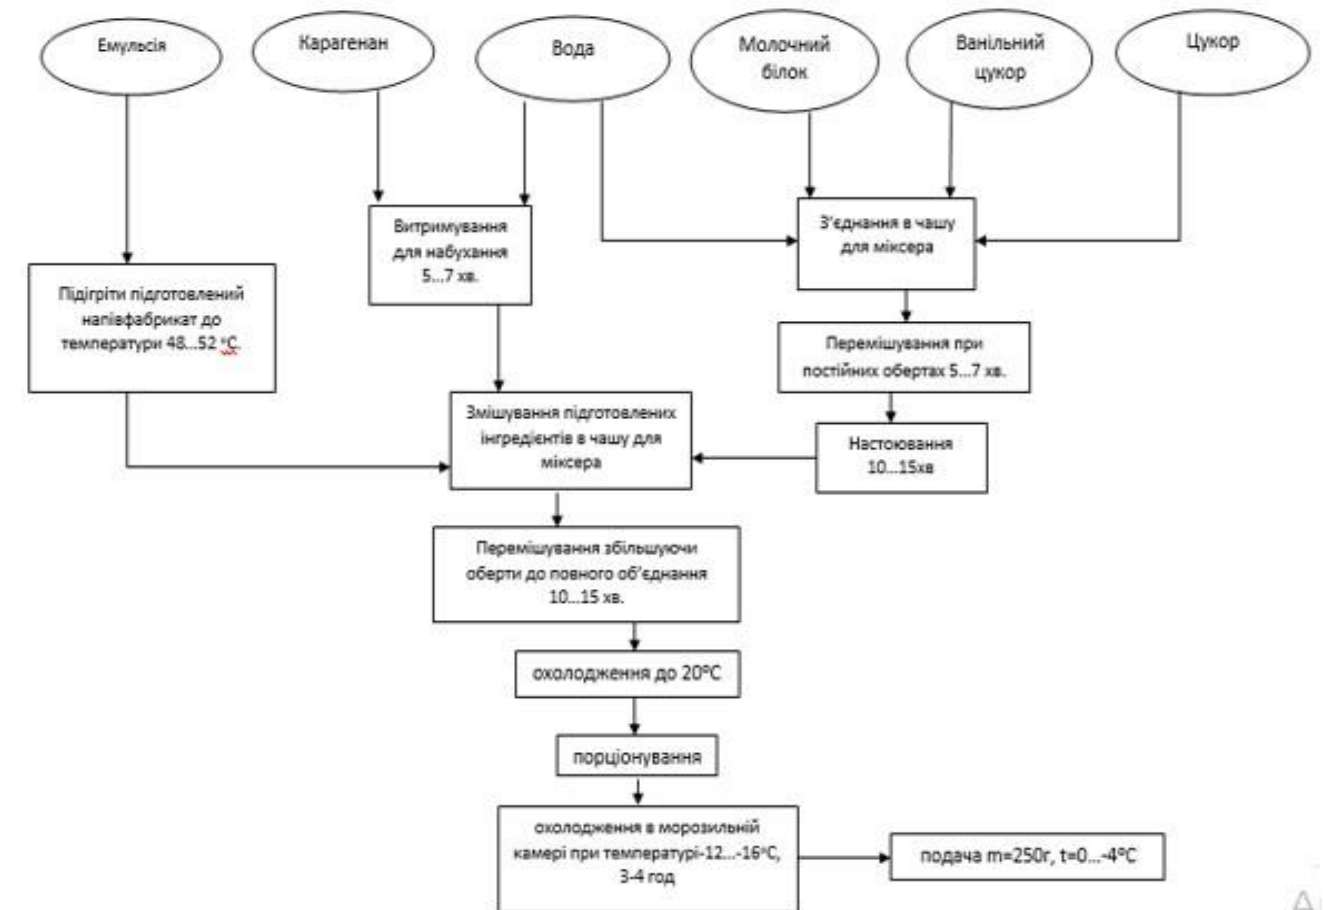 Емульсія
Карагенан
Вода
Молочний
білок
Ванільний
цукор
Цукор
Витримування
для набухання
5...7 хв.
З'єднання в чашу
для міксера
Підігріти підготовлений
напівфабрикат до
температури 48...52 °С.
Перемішування при
постійних обертах 5...7 хв.
Змішування підготовлених
інгредієнтів в чашу для
міксера
Настоювання
10...15хв
Перемішування збільшуючи
оберти до повного об'єднання
10...15 хв.
охолодження до 20°С
порціонування
охолодження в морозильній
камері при температурі-12...-16°С,
3-4 год
подача m=250г, t=0...-4°С